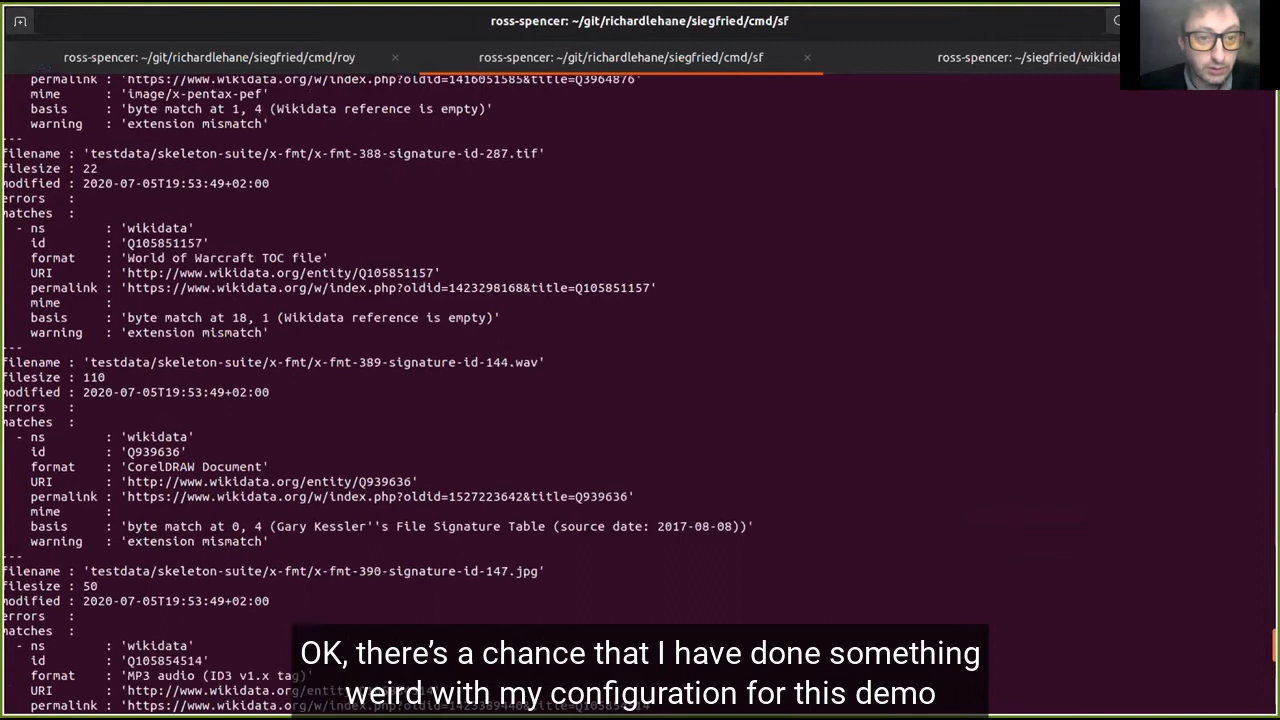 ross-spencer: ~/git/richardlehane/siegfried/cmd/sf
ross-spencer: ~/git/richardlehane/siegfried/cmd/roy × ross-spencer: ~/git/richardlehane/siegfried/cmd/sf × ross-spencer: ~/siegfried/wikidat
permalink : 'https://www.wikidata.org/w/index.php?oldid=1416051585&title=Q3964876'
mime : 'image/x-pentax-pef'
basis : 'byte match at 1, 4 (Wikidata reference is empty)'
warning : 'extension mismatch'
---
filename : 'testdata/skeleton-suite/x-fmt/x-fmt-388-signature-id-287.tif'
filesize : 22
modified : 2020-07-05T19:53:49+02:00
errors :
matches :
- ns : 'wikidata'
id : 'Q105851157'
format : 'World of Warcraft TOC file'
URI : 'http://www.wikidata.org/entity/Q105851157'
permalink : 'https://www.wikidata.org/w/index.php?oldid=1423298168&title=Q105851157'
mime :
basis : 'byte match at 18, 1 (Wikidata reference is empty)'
warning : 'extension mismatch'
---
filename : 'testdata/skeleton-suite/x-fmt/x-fmt-389-signature-id-144.wav'
filesize : 110
modified : 2020-07-05T19:53:49+02:00
errors :
matches :
- ns : 'wikidata'
id : 'Q939636'
format : 'CorelDRAW Document'
URI : 'http://www.wikidata.org/entity/Q939636'
permalink : 'https://www.wikidata.org/w/index.php?oldid=1527223642&title=Q939636'
mime :
basis : 'byte match at 0, 4 (Gary Kessler''s File Signature Table (source date: 2017-08-08))'
warning : 'extension mismatch'
---
filename : 'testdata/skeleton-suite/x-fmt/x-fmt-390-signature-id-147.jpg'
filesize : 50
modified : 2020-07-05T19:53:49+02:00
errors :
matches :
- ns : 'wikidata'
id : 'Q105854514'
format : 'MP3 audio (ID3 v1.x tag)'
URI : 'http://www.wikidata.org/
permalink :
OK, there's a chance that I have done something
weird with my configuration for this demo